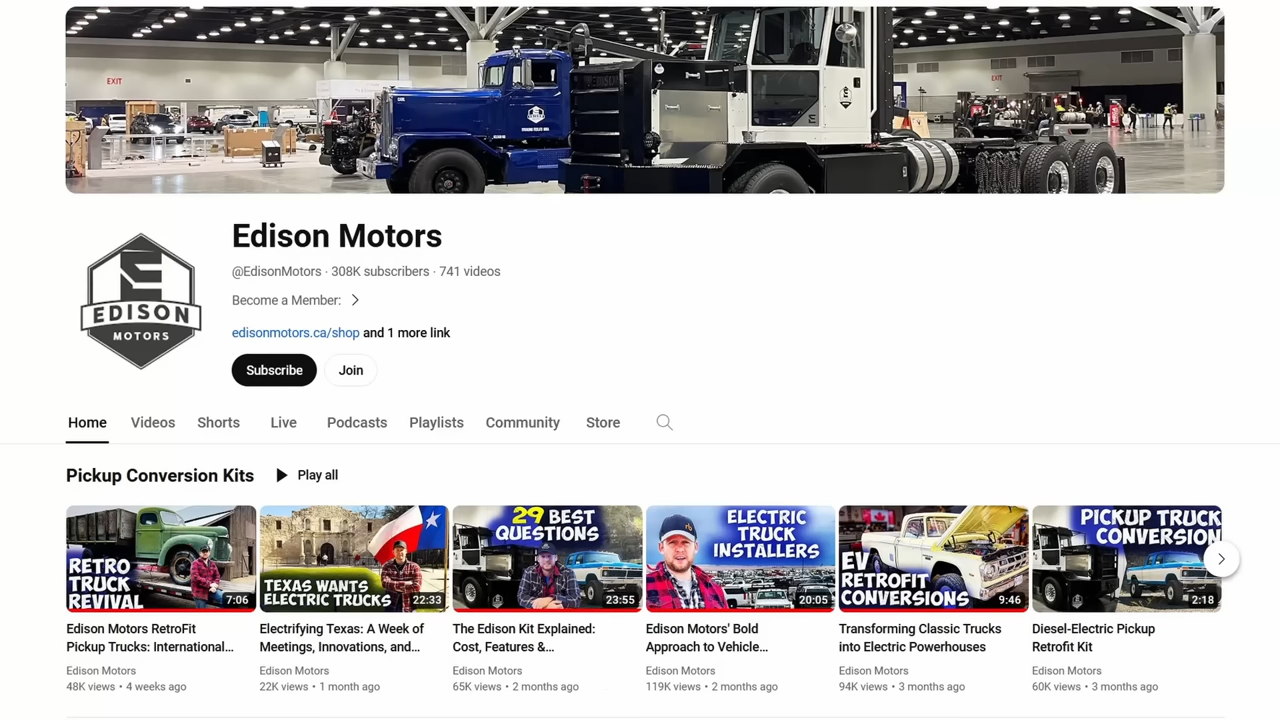 EXIT
EXIT
EDISON
Edison Motors
@EdisonMotors · 308K subscribers · 741 videos
Become a Member:
edisonmotors.ca/shop and 1 more link
Subscribe
Join
EDISON
MOTORS
Home
Videos
Shorts
Live
Podcasts
Playlists
Community
Store
Pickup Conversion Kits
Play all
RETRO
TRUCK
REVIVAL
7:06
TEXAS WANTS
ELECTRIC TRUCKS
22:33
29 BEST
QUESTIONS
23:55
ELECTRIC
TRUCK
INSTALLERS
20:05
EV
RETROFIT
CONVERSIONS
9:46
PICKUP TRUCK
CONVERSION
2:18
Edison Motors RetroFit
Pickup Trucks: International...
Edison Motors
48K views • 4 weeks ago
Electrifying Texas: A Week of
Meetings, Innovations, and...
Edison Motors
22K views • 1 month ago
The Edison Kit Explained:
Cost, Features &...
Edison Motors
65K views • 2 months ago
Edison Motors' Bold
Approach to Vehicle...
Edison Motors
119K views • 2 months ago
Transforming Classic Trucks
into Electric Powerhouses
Edison Motors
94K views • 3 months ago
Diesel-Electric Pickup
Retrofit Kit
Edison Motors
60K views • 3 months ago